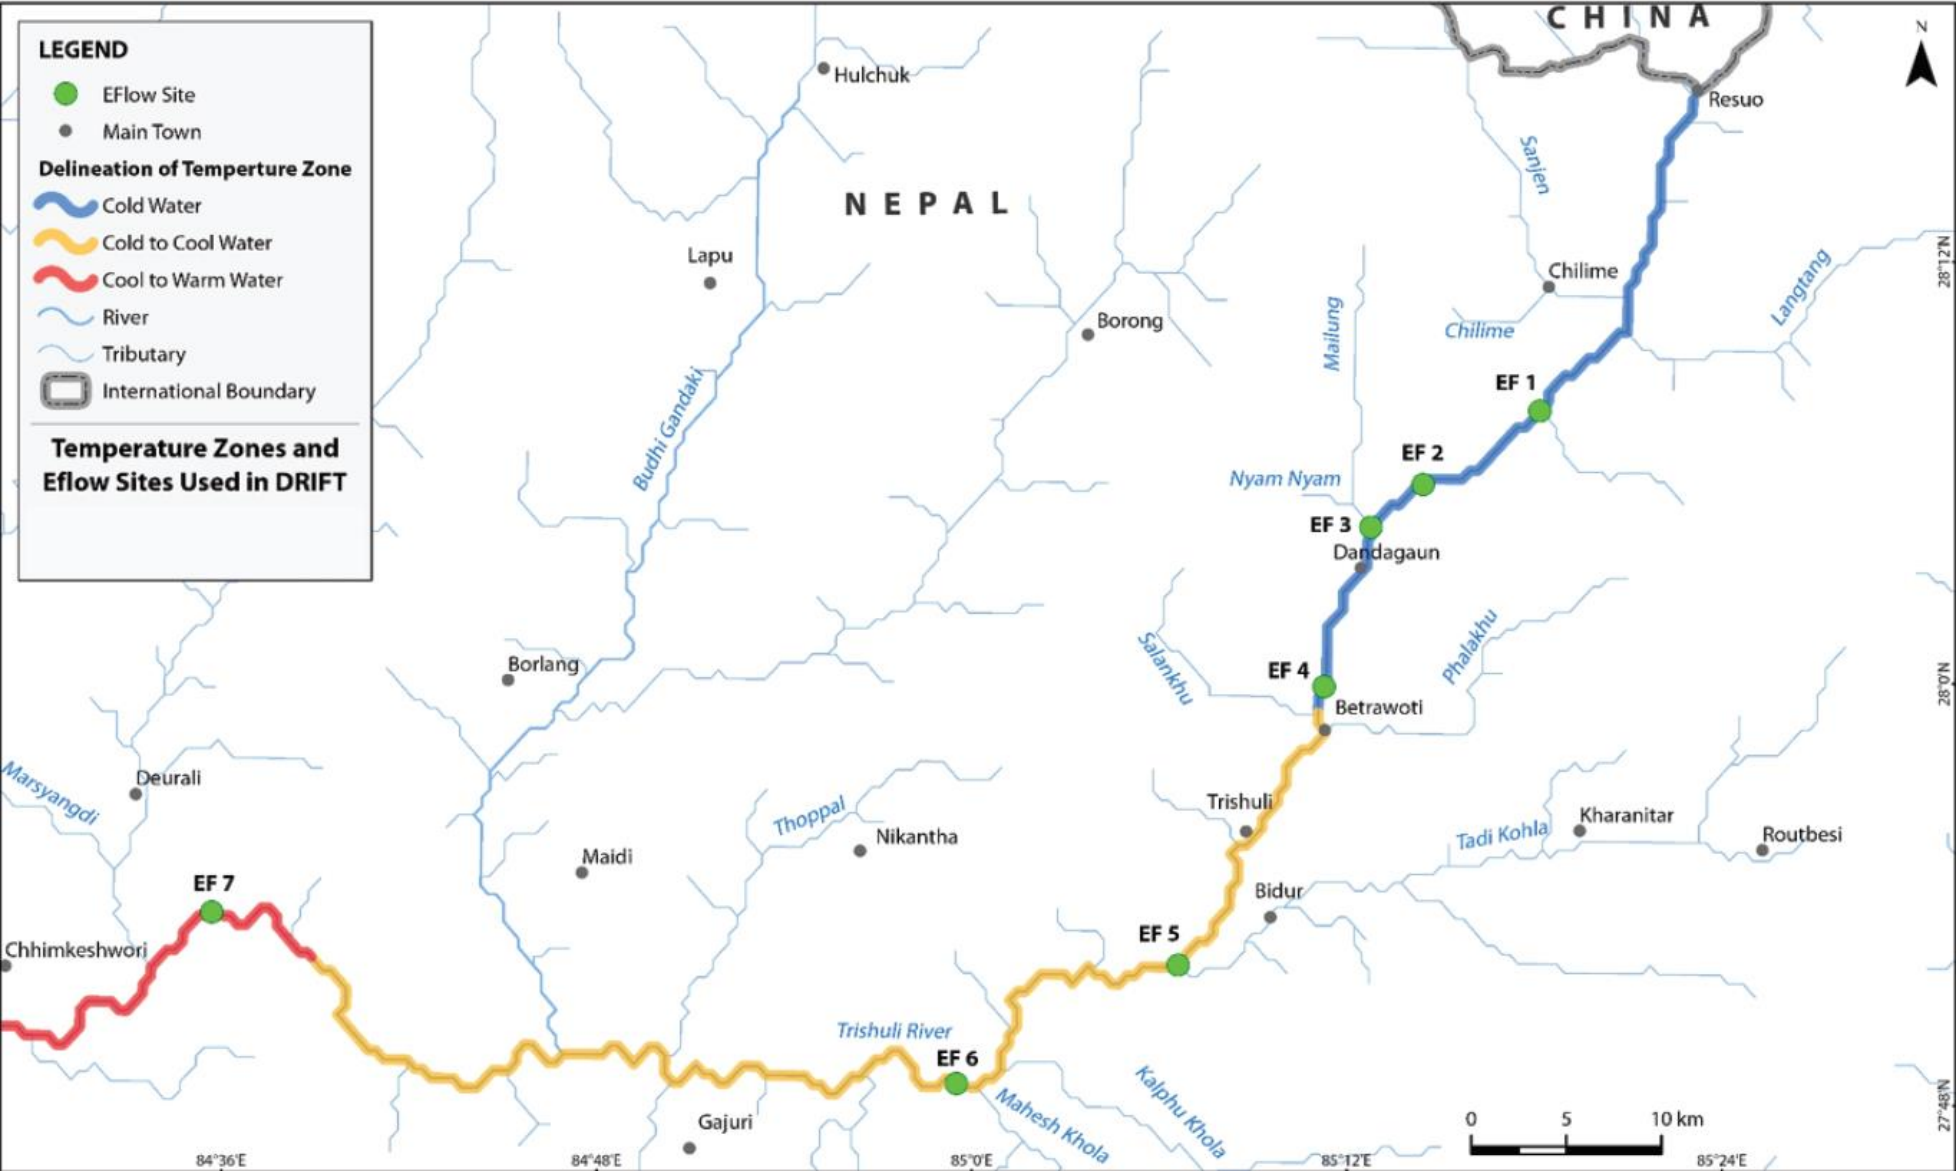 LEGEND
EFlow Site
Main Town
Delineation of Temperture Zone
Cold Water
Cold to Cool Water
Cool to Warm Water
River
Tributary
International Boundary
Temperature Zones and
Eflow Sites Used in DRIFT
CHINA
N
Hulchuk
Resuo
Sanjen
NEPAL
Lapu
Chilime
Langtang
28°12'N
Borong
Mailung
Chilime
EF 1
Budhi Gandaki
EF 2
Nyam Nyam
EF 3
Dandagaun
Borlang
Salankhu
EF 4
Phalakhu
28°0'N
Betrawoti
Marsyangdi
Deurali
Trishuli
Thoppal
Nikantha
Kharanitar
Tadi Kohla
Routbesi
Maidi
EF 7
Bidur
Chhimkeshwori
EF 5
Trishuli River
EF 6
Mahesh Khola
Kalphu Khola
Gajuri
0 5 10 km
27°48'N
84°36'E
84°48'E
85°0'E
85°12'E
85°24'E